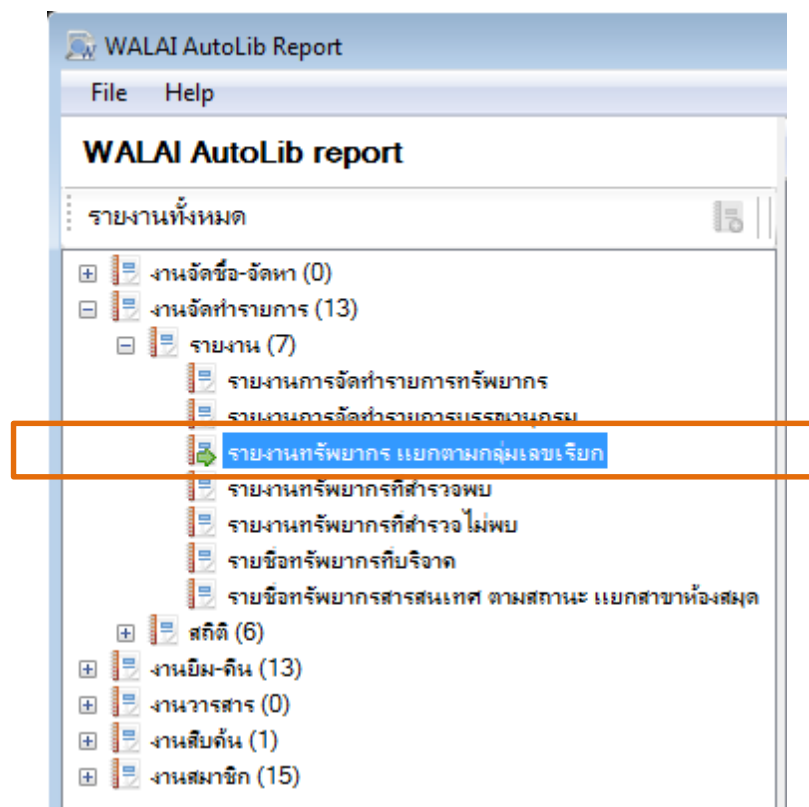 WALAI AutoLib Report
File Help
WALAI AutoLib report
รายงานทั้งหมด
งานจัดซื้อ-จัดหา (0)
งานจัดทำรายการ (13)
รายงาน (7)
รายงานการจัดทำรายการทรัพยากร
รายงานการจัดทำรายการบรรณานุกรม
รายงานทรัพยากร แยกตามกลุ่มเลขเรียก
รายงานทรัพยากรที่สำรวจพบ
รายงานทรัพยากรที่สำรวจไม่พบ
รายชื่อทรัพยากรที่บริจาค
รายชื่อทรัพยากรสารสนเทศ ตามสถานะ แยกสาขาห้องสมุด
สถิติ (6)
งานยืม-คืน (13)
งานวารสาร (0)
งานสืบค้น (1)
งานสมาชิก (15)